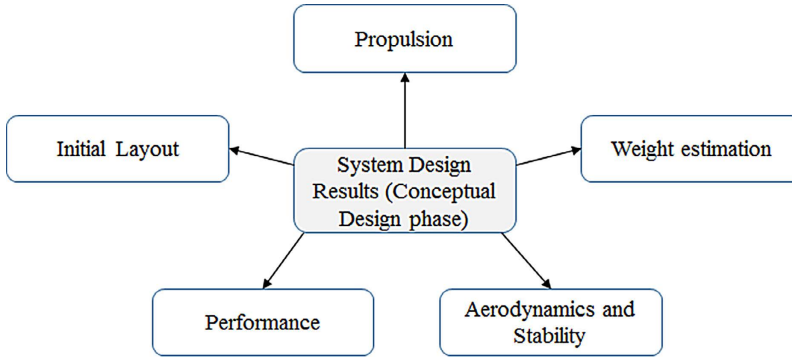 Propulsion
Initial Layout
Weight estimation
System Design
Results (Conceptual
Design phase)
Performance
Aerodynamics and
Stability